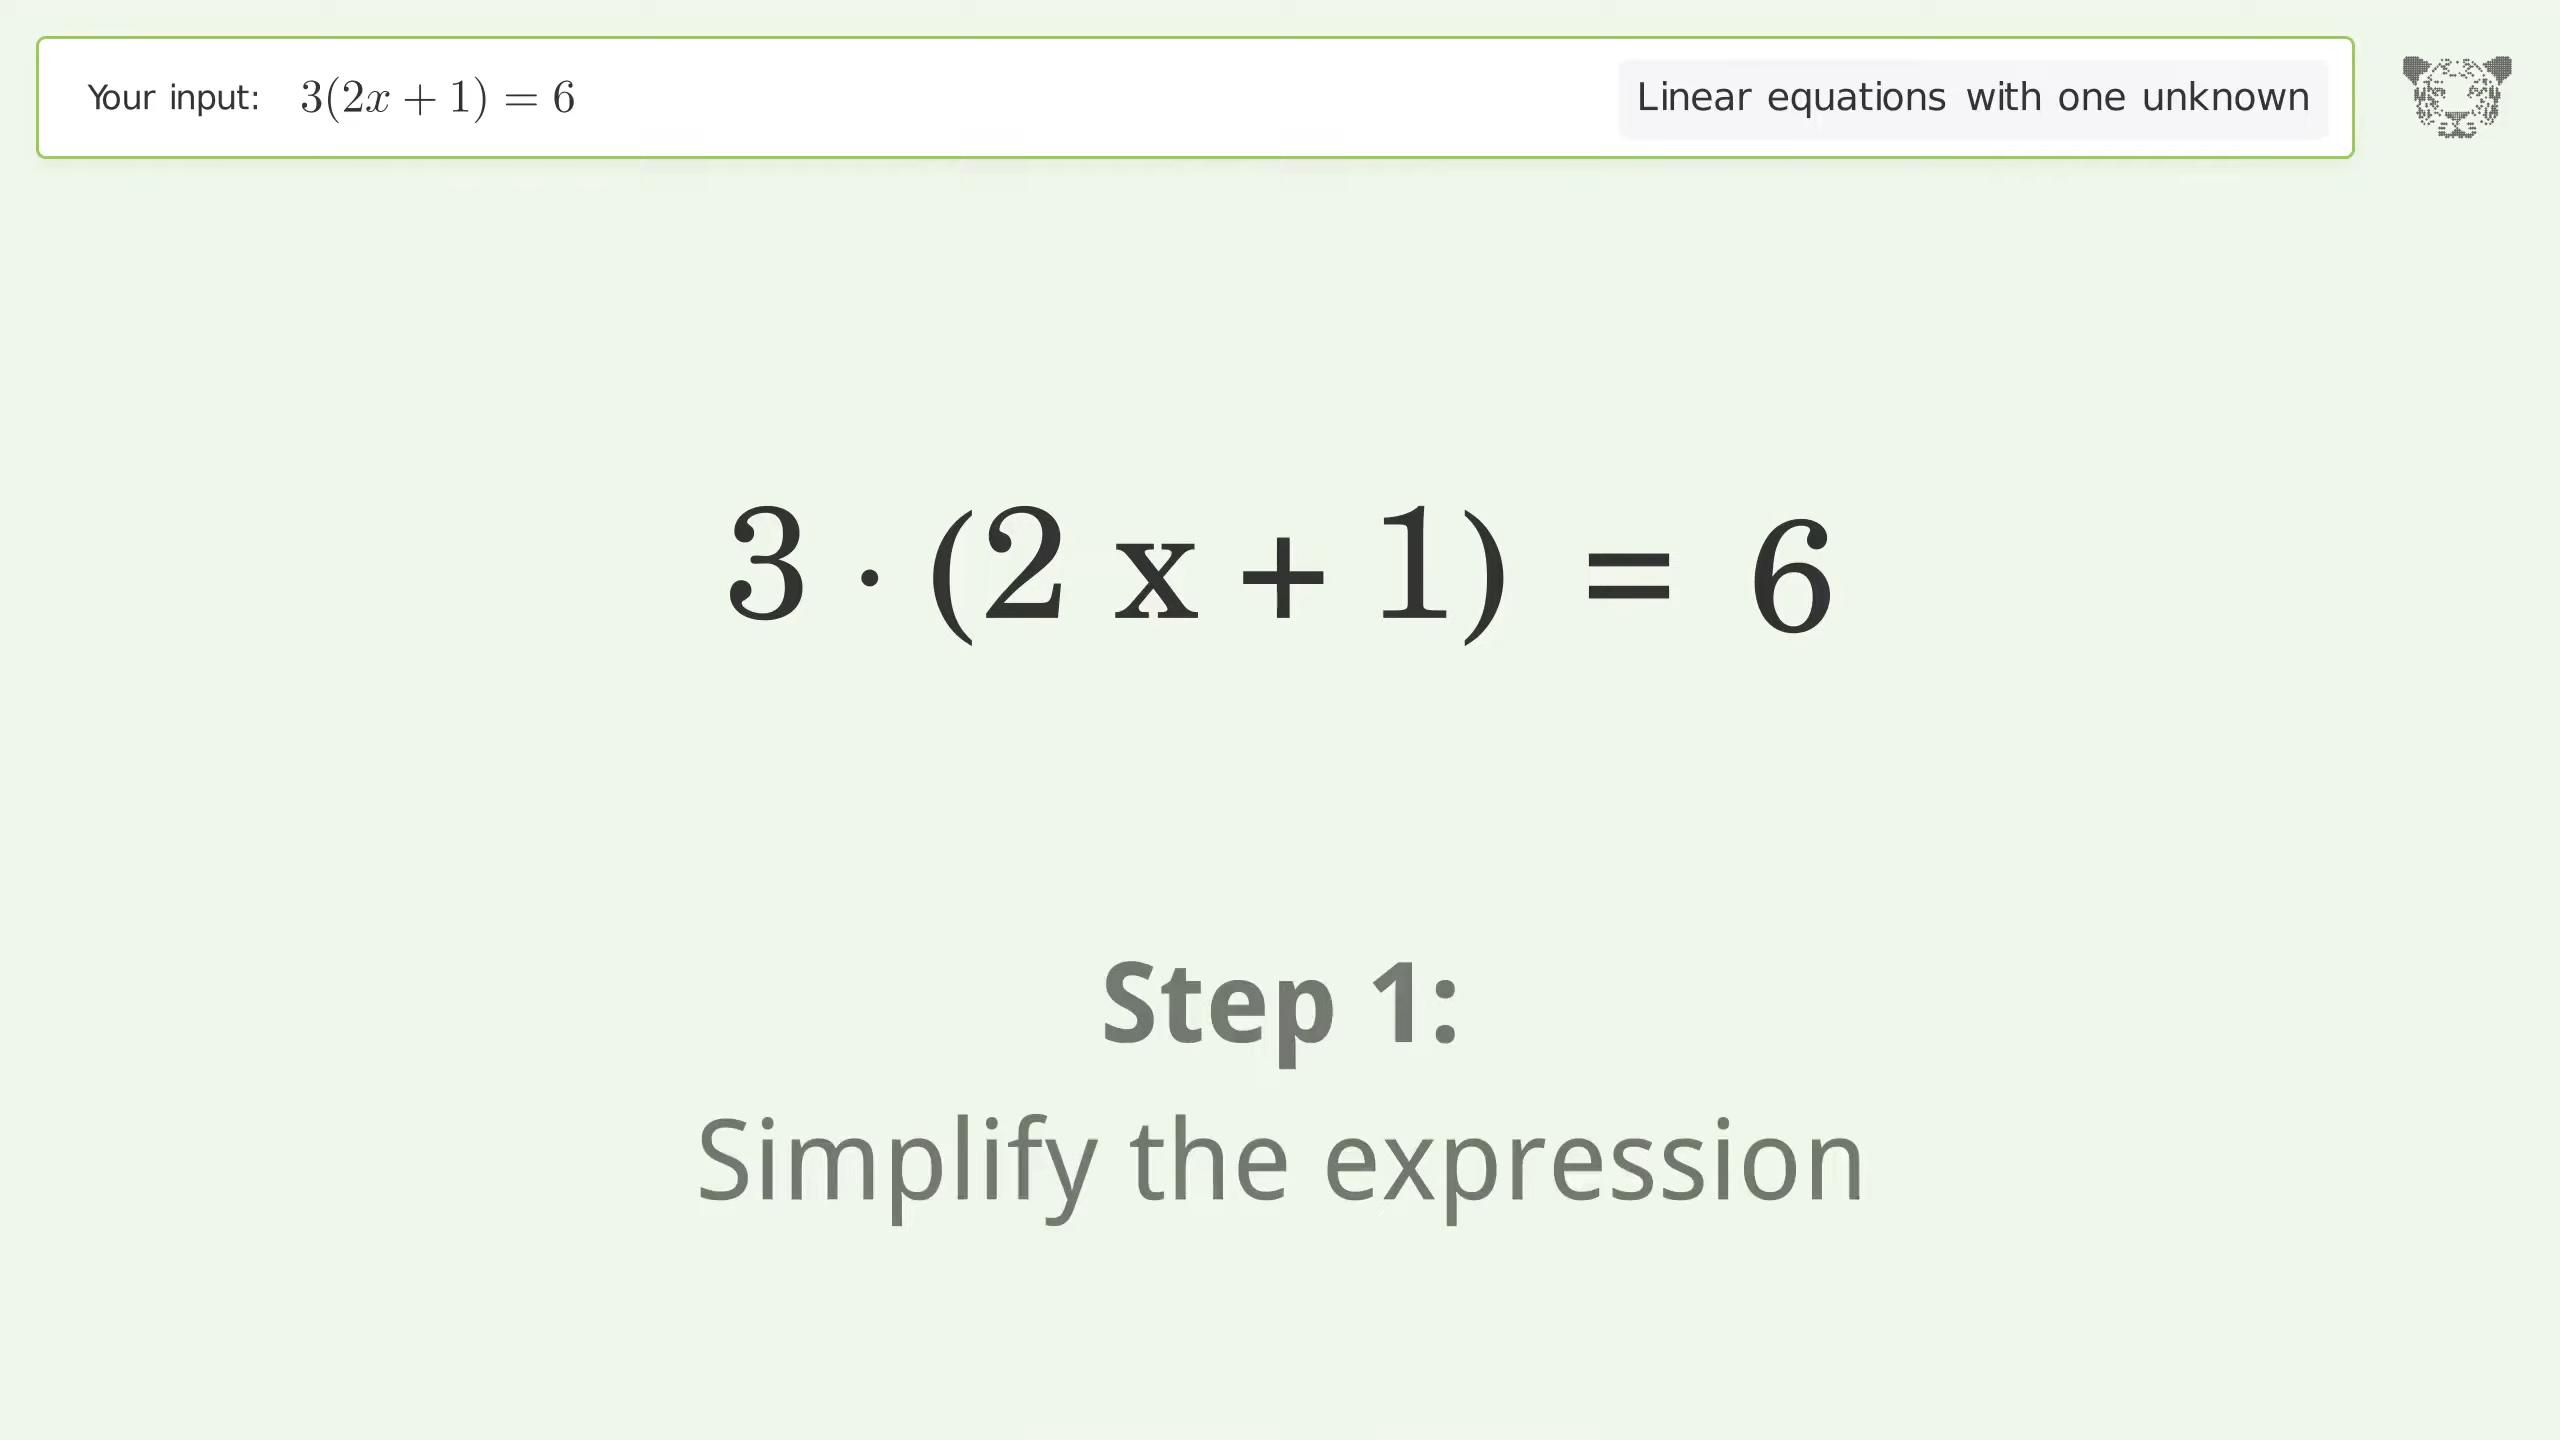 Your input: 3(2x + 1) = 6
Linear equations with one unknown
3 · (2 x + 1) = 6
Step 1:
Simplify the expression